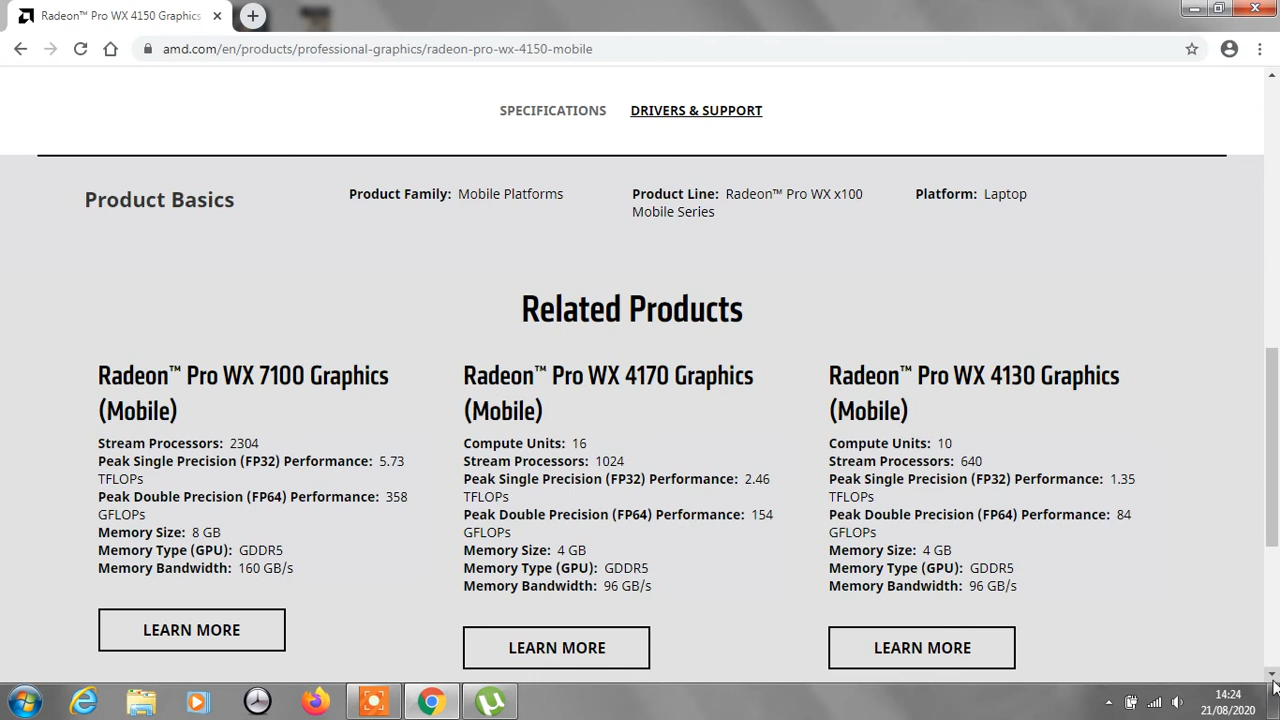 Radeon™ Pro WX 4150 Graphics
amd.com/en/products/professional-graphics/radeon-pro-wx-4150-mobile
SPECIFICATIONS DRIVERS & SUPPORT
Product Basics
Product Family: Mobile Platforms
Product Line: Radeon™ Pro WX x100
Mobile Series
Platform: Laptop
Related Products
Radeon™ Pro WX 7100 Graphics
(Mobile)
Stream Processors: 2304
Peak Single Precision (FP32) Performance: 5.73
TFLOPs
Peak Double Precision (FP64) Performance: 358
GFLOPs
Memory Size: 8 GB
Memory Type (GPU): GDDR5
Memory Bandwidth: 160 GB/s
LEARN MORE
Radeon™ Pro WX 4170 Graphics
(Mobile)
Compute Units: 16
Stream Processors: 1024
Peak Single Precision (FP32) Performance: 2.46
TFLOPs
Peak Double Precision (FP64) Performance: 154
GFLOPs
Memory Size: 4 GB
Memory Type (GPU): GDDR5
Memory Bandwidth: 96 GB/s
LEARN MORE
Radeon™ Pro WX 4130 Graphics
(Mobile)
Compute Units: 10
Stream Processors: 640
Peak Single Precision (FP32) Performance: 1.35
TFLOPs
Peak Double Precision (FP64) Performance: 84
GFLOPs
Memory Size: 4 GB
Memory Type (GPU): GDDR5
Memory Bandwidth: 96 GB/s
LEARN MORE
14:24
21/08/2020